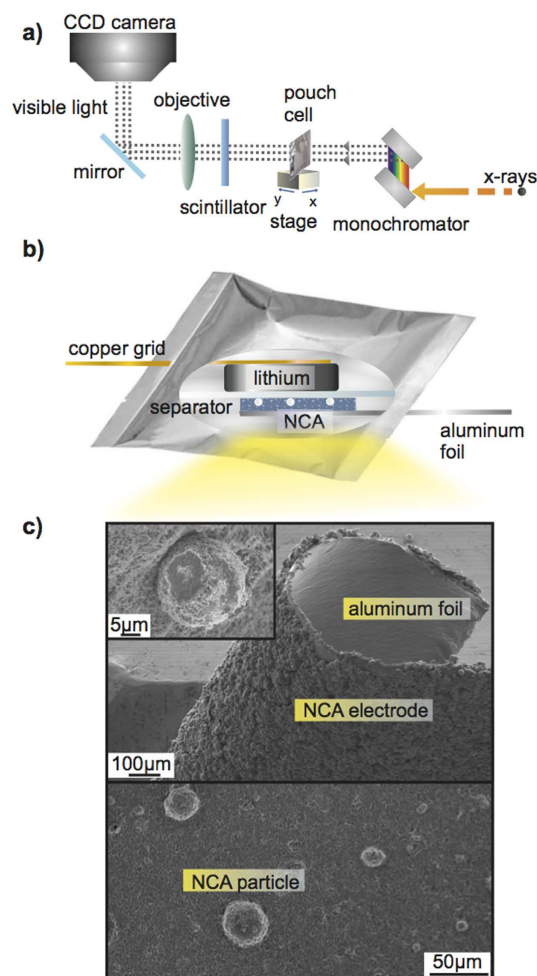 a)
CCD camera
visible light
objective
pouch
cell
mirror
scintillator
y
x
stage
monochromator
x-rays
b)
copper grid
lithium
separator
NCA
aluminum
foil
c)
5µm
aluminum foil
NCA electrode
100µm
NCA particle
50µm